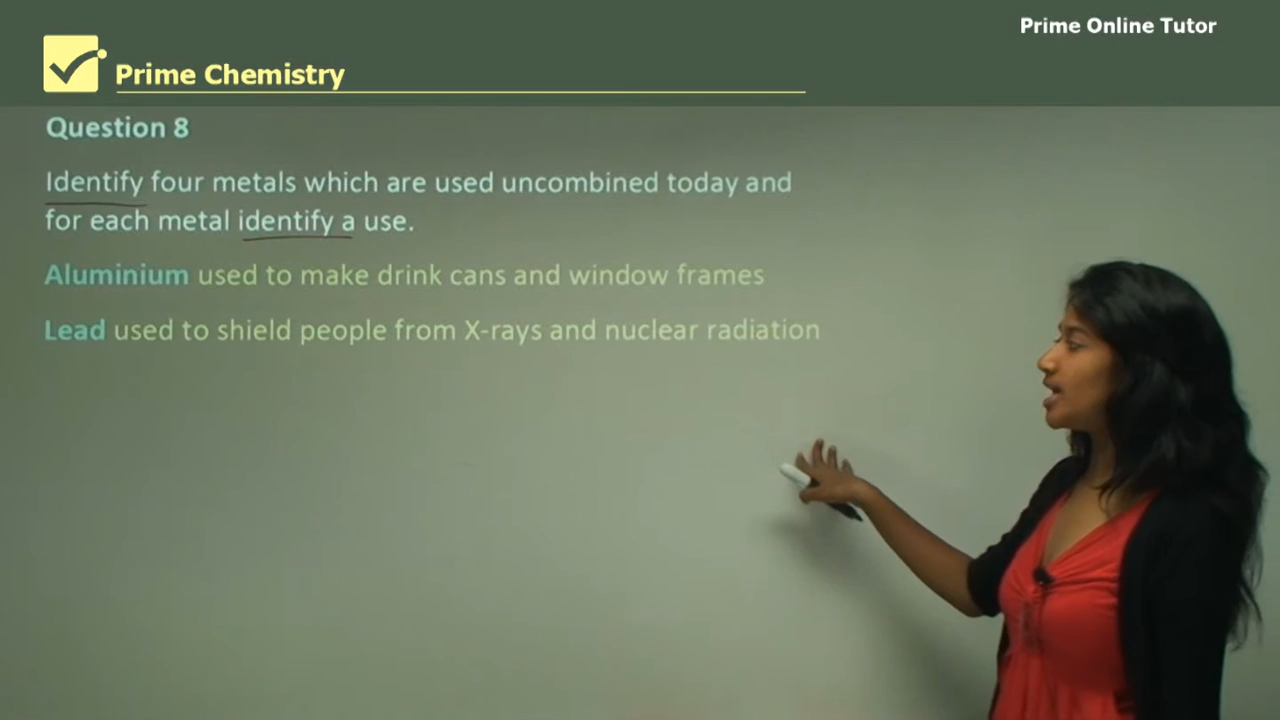 Prime Online Tutor
Prime Chemistry
Question 8
Identify four metals which are used uncombined today and
for each metal identify a use.
Aluminium used to make drink cans and window frames
Lead used to shield people from X-rays and nuclear radiation